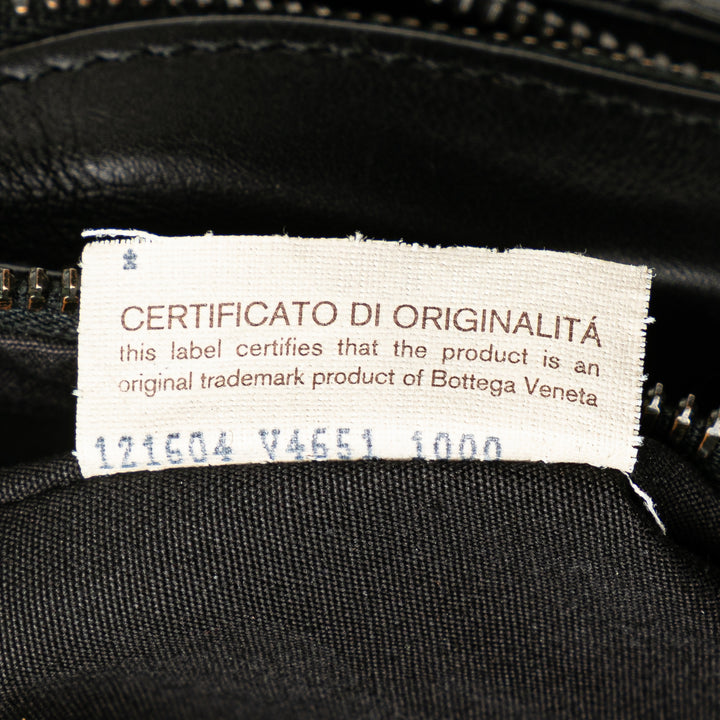 CERTIFICATO DI ORIGINALITÁ
this label certifies that the product is an
original trademark product of Bottega Veneta
121604 V4651 1000